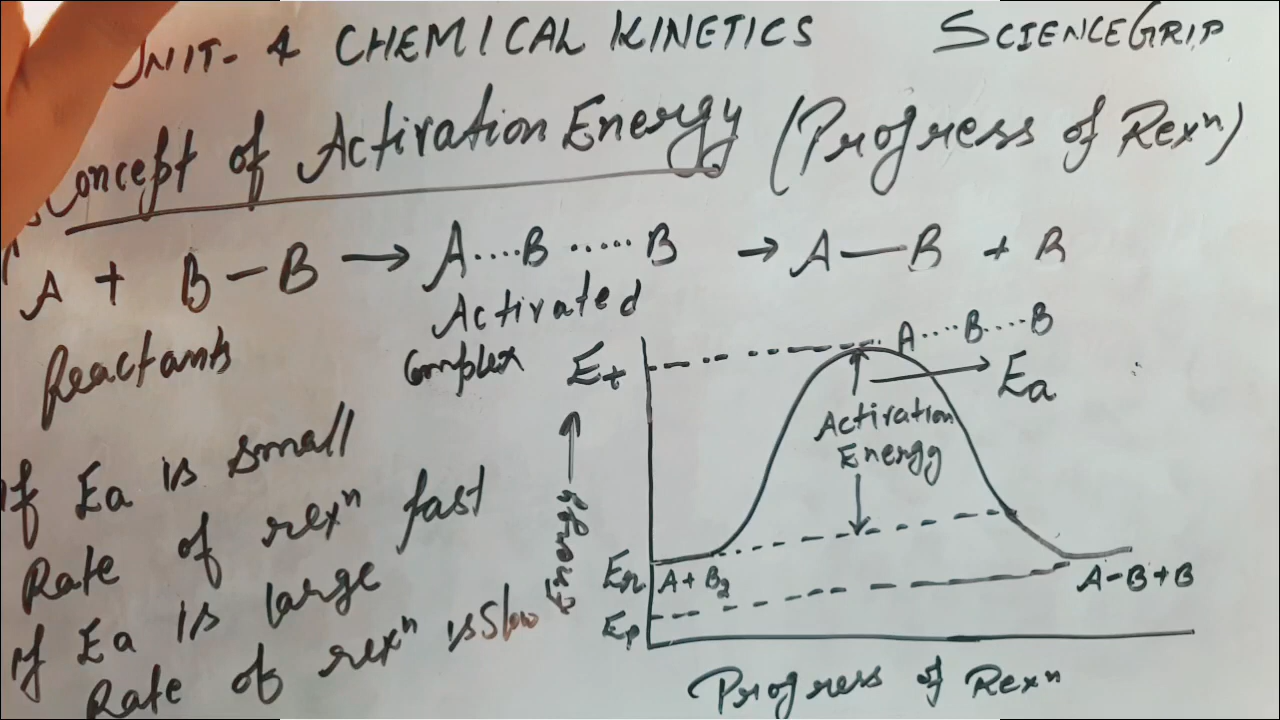 UNIT- 4 CHEMICAL KINETICS SCIENCEGRIP
Concept of Activation Energy (Progress of Rexⁿ)
A + B – B → A....B ......B → A — B + B
Reactants
Activated
Complex
If Ea is small
Rate of rexⁿ fast
if Ea is large
Rate of rexⁿ is Slow
A....B....B
Et
Ea
Activation
Energy
Energy →
Er
A + B₂
A–B+B
Ep
Progress of Rexⁿ